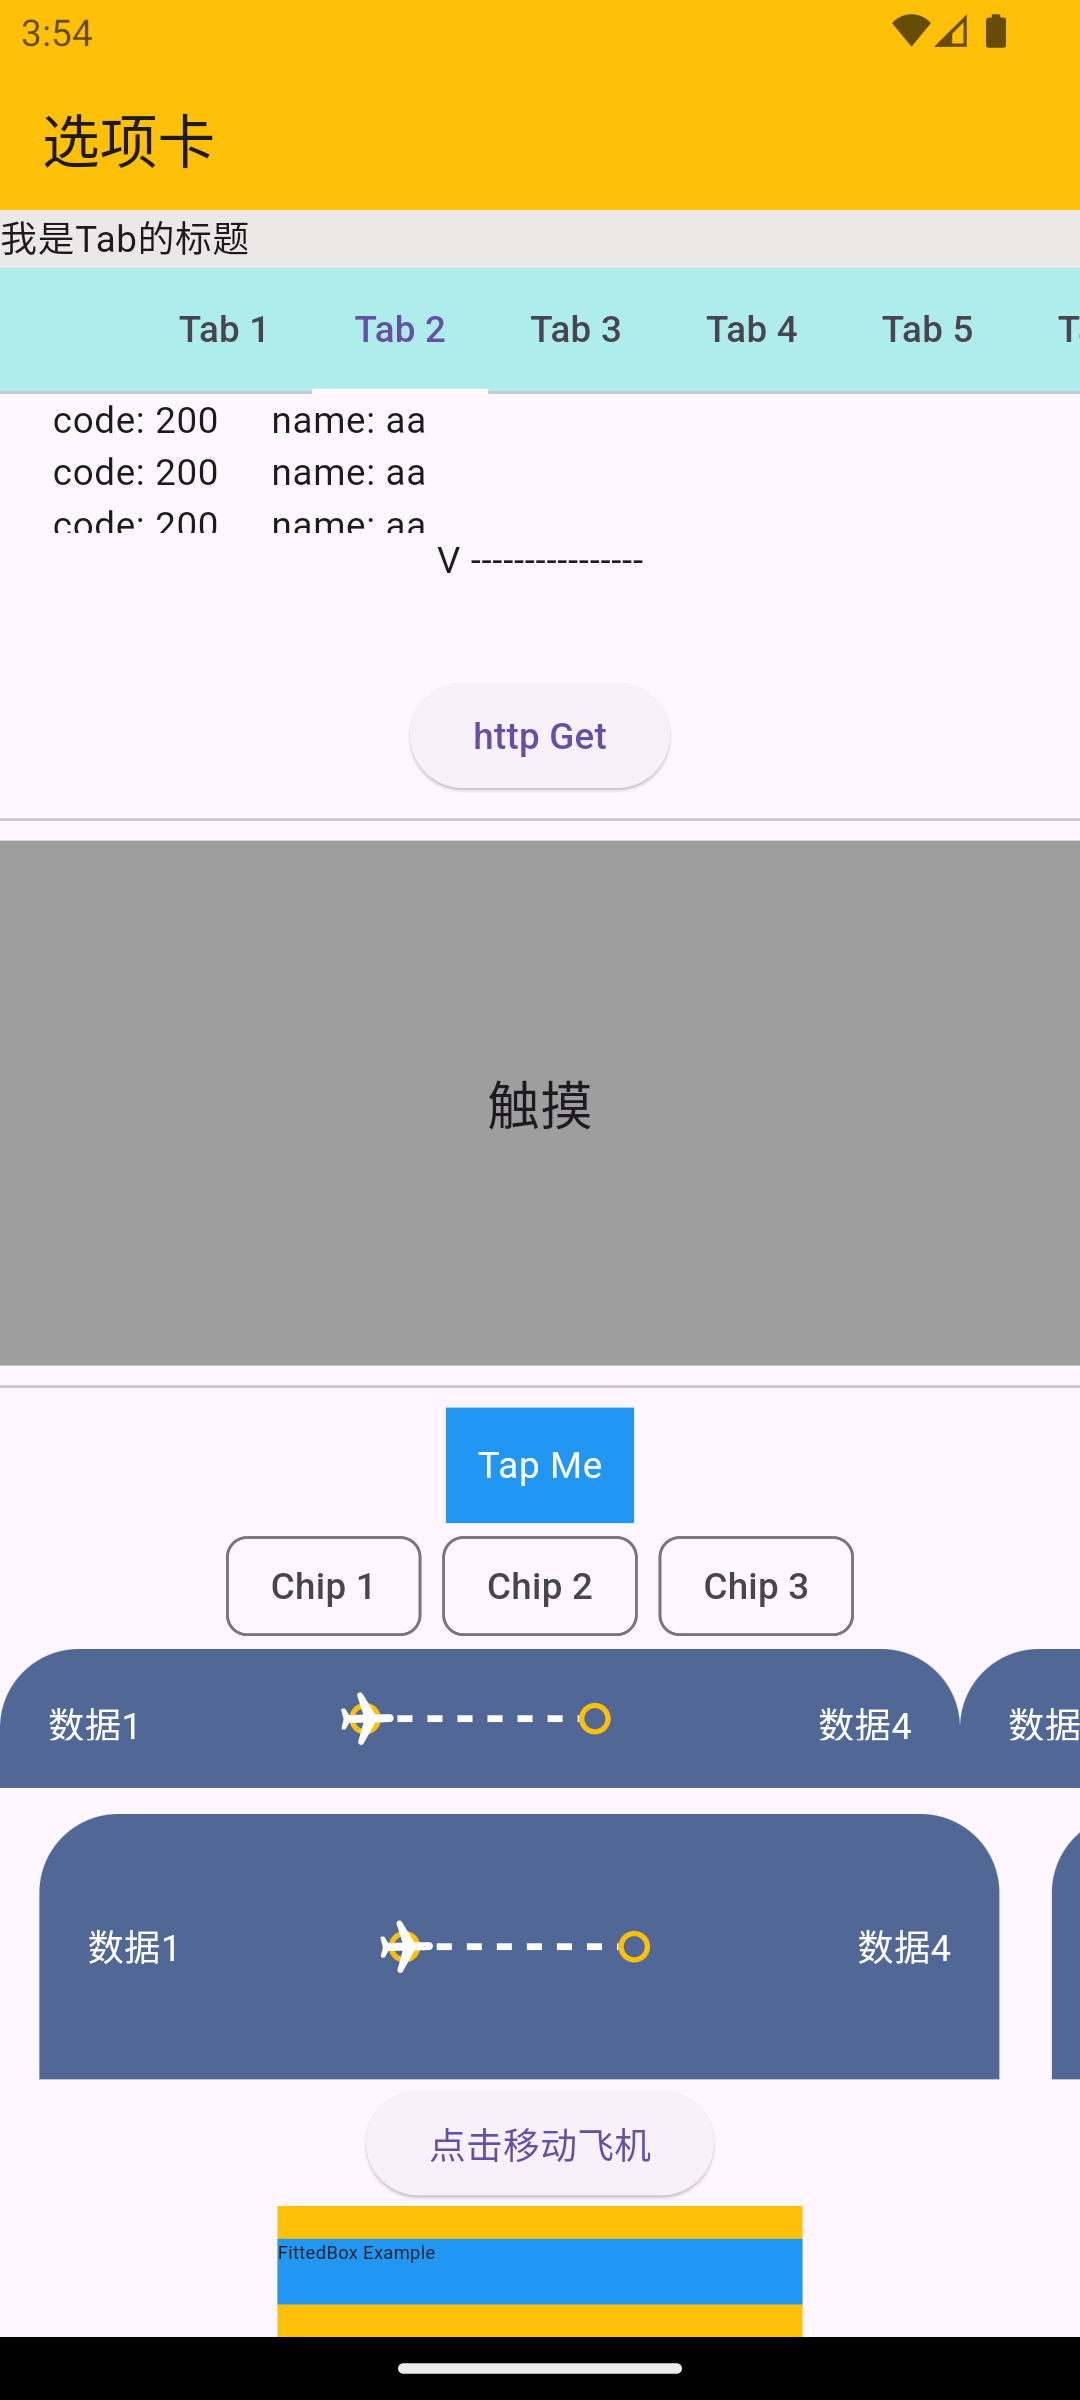 3:54
选项卡
我是Tab的标题
Tab 1 Tab 2 Tab 3 Tab 4 Tab 5
code: 200 name: aa
code: 200 name: aa
code: 200 name: aa
V ----------------
http Get
触摸
Tap Me
Chip 1 Chip 2 Chip 3
数据1 数据4 数据
数据1 数据4
点击移动飞机
FittedBox Example